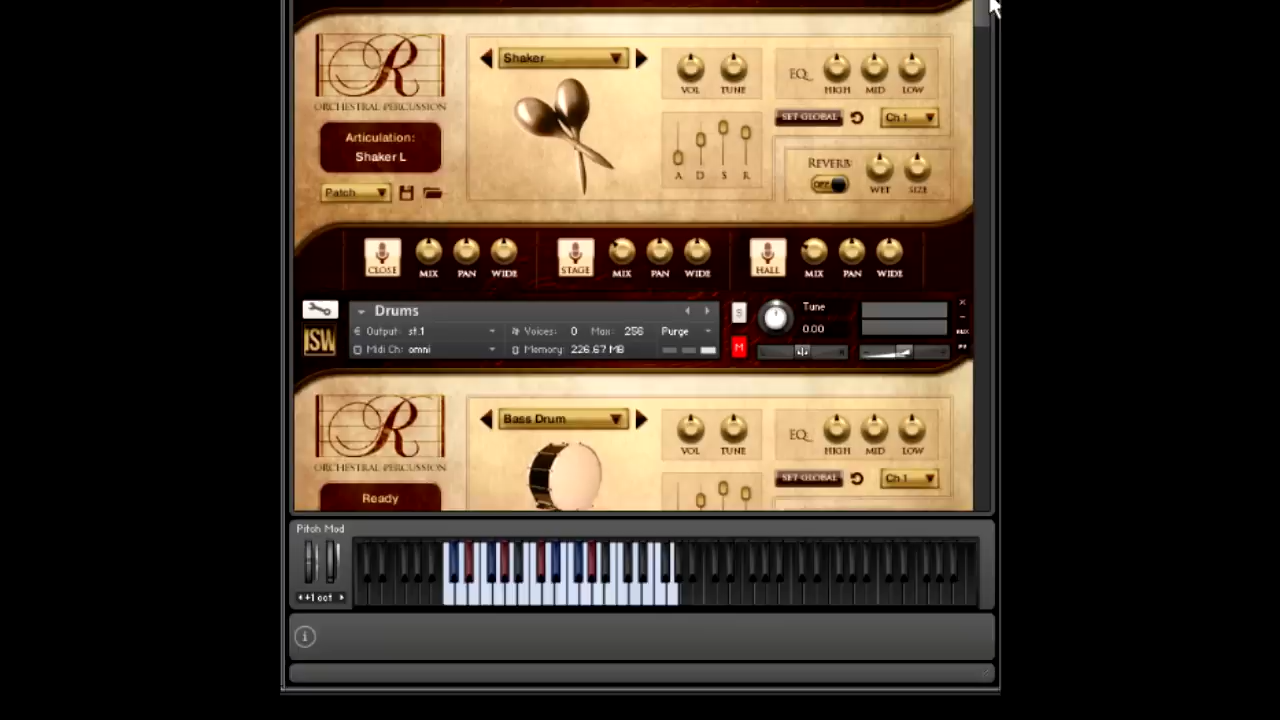 Shaker
R
ORCHESTRAL PERCUSSION
VOL TUNE
EQ HIGH MID LOW
SET GLOBAL Ch 1
Articulation:
Shaker L
A D S R
REVERB
OFF WET SIZE
Patch
CLOSE MIX PAN WIDE STAGE MIX PAN WIDE HALL MIX PAN WIDE
Drums S Tune
Output: st.1 Voices: 0 Max: 256 Purge 0.00
ISW Midi Ch: omni Memory: 226.67 MB M L R
Bass Drum
R
ORCHESTRAL PERCUSSION
VOL TUNE
EQ HIGH MID LOW
SET GLOBAL Ch 1
Ready
Pitch Mod
+1 oct
i